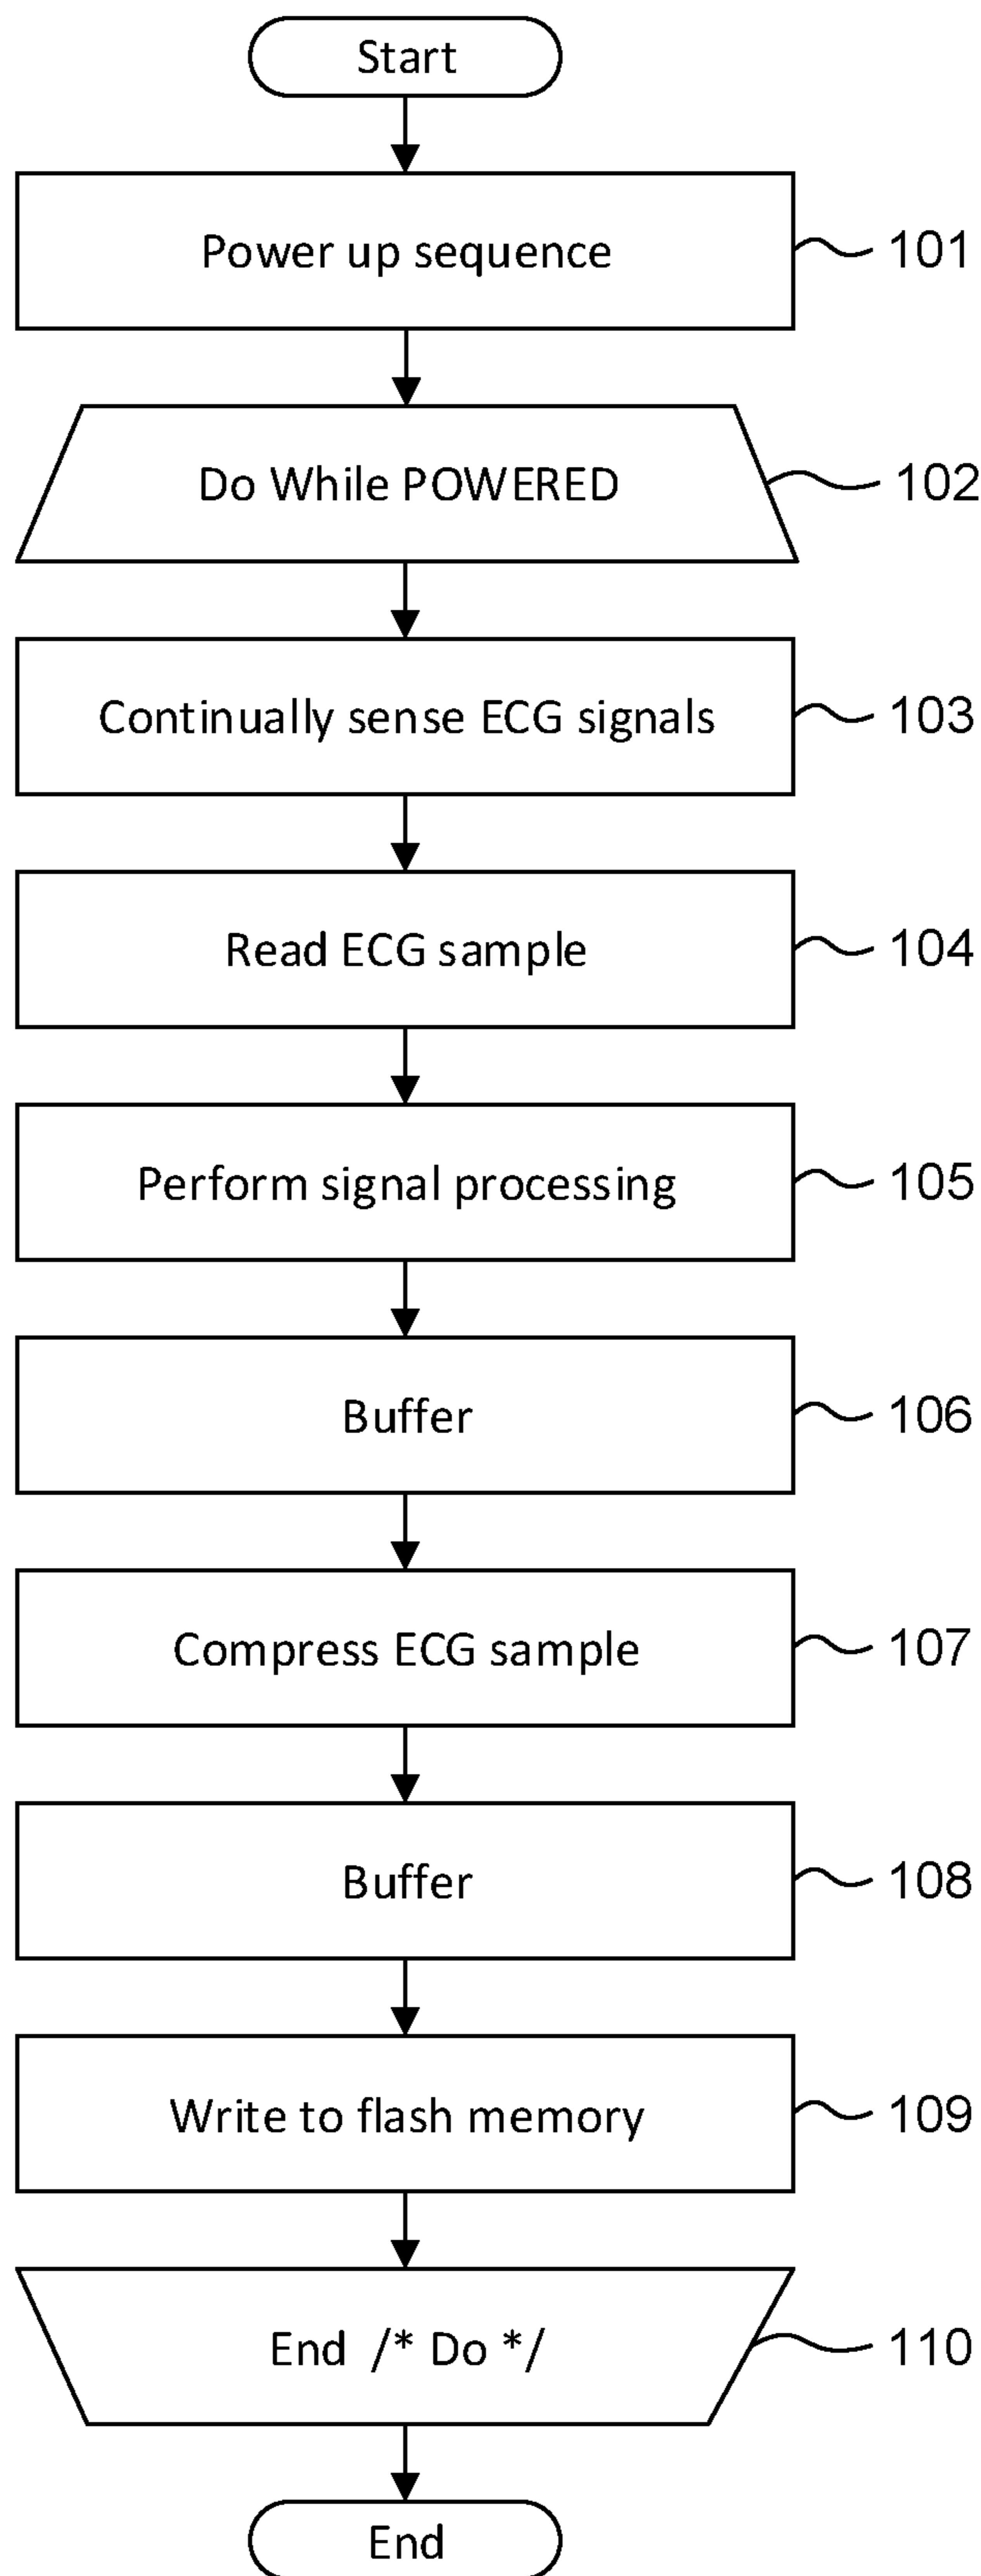 Start
Power up sequence 101
Do While POWERED 102
Continually sense ECG signals 103
Read ECG sample 104
Perform signal processing 105
Buffer 106
Compress ECG sample 107
Buffer 108
Write to flash memory 109
End /* Do */ 110
End